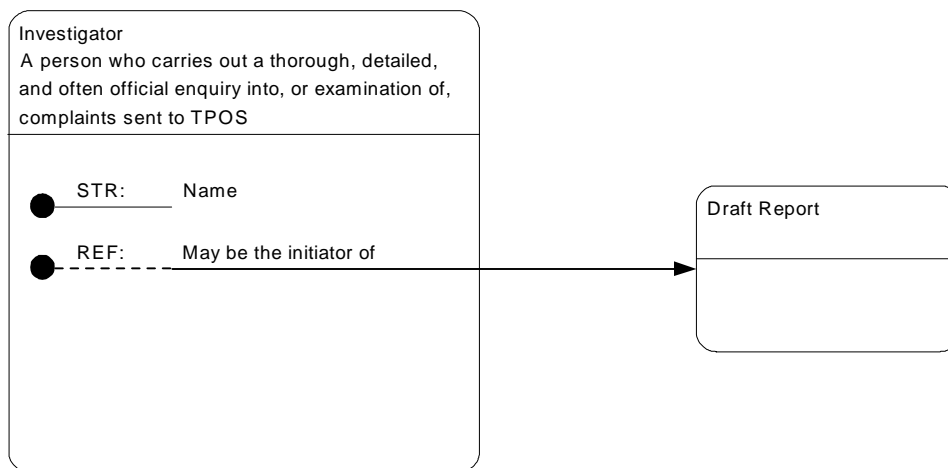 Investigator
A person who carries out a thorough, detailed,
and often official enquiry into, or examination of,
complaints sent to TPOS
STR: Name
REF: May be the initiator of
Draft Report